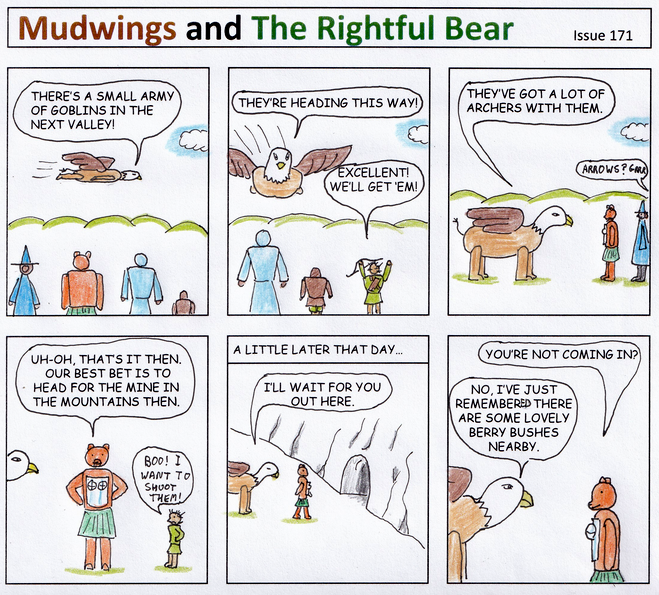 Mudwings and The Rightful Bear
Issue 171
THERE'S A SMALL ARMY
OF GOBLINS IN THE
NEXT VALLEY!
THEY'RE HEADING THIS WAY!
EXCELLENT!
WE'LL GET 'EM!
THEY'VE GOT A LOT OF
ARCHERS WITH THEM.
ARROWS?
UH-OH, THAT'S IT THEN.
OUR BEST BET IS TO
HEAD FOR THE MINE IN
THE MOUNTAINS THEN.
BOO! I
WANT TO
SHOOT
THEM!
A LITTLE LATER THAT DAY...
I'LL WAIT FOR YOU
OUT HERE.
YOU'RE NOT COMING IN?
NO, I'VE JUST
REMEMBERED THERE
ARE SOME LOVELY
BERRY BUSHES
NEARBY.